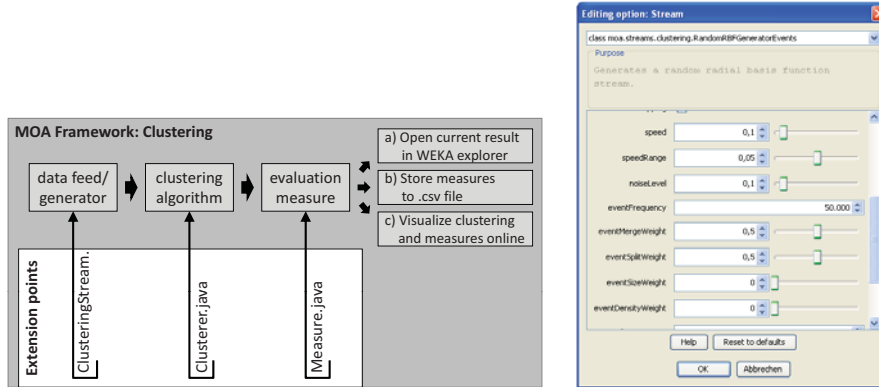 MOA Framework: Clustering
data feed/
generator
clustering
algorithm
evaluation
measure
a) Open current result
in WEKA explorer
b) Store measures
to .csv file
c) Visualize clustering
and measures online
Extension points
ClusteringStream.
Clusterer.java
Measure.java
Editing option: Stream
class moa.streams.clustering.RandomRBFGeneratorEvents
Purpose
Generates a random radial basis function
stream.
speed 0,1
speedRange 0,05
noiseLevel 0,1
eventFrequency 50.000
eventMergeWeight 0,5
eventSplitWeight 0,5
eventSizeWeight 0
eventDensityWeight 0
Help Reset to defaults
OK Abbrechen